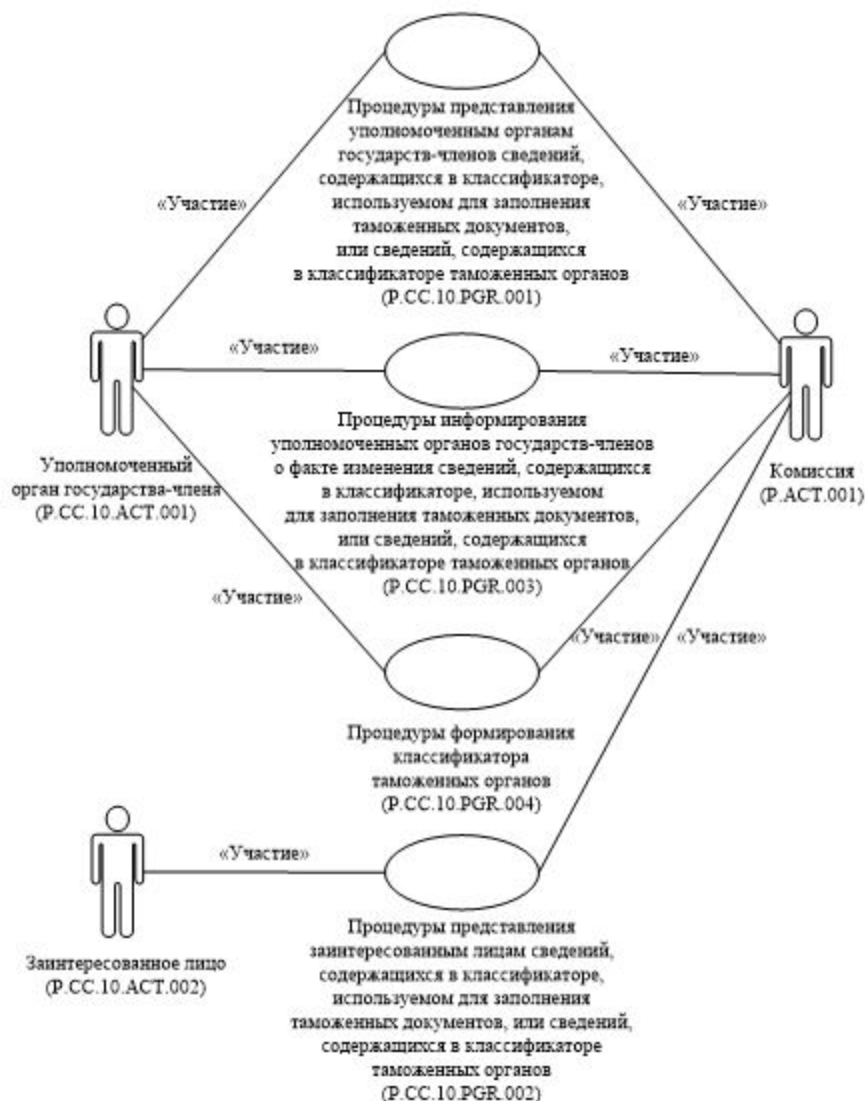 Процедуры представления
уполномоченным органам
государств-членов сведений,
содержащихся в классификаторе,
используемом для заполнения
таможенных документов,
или сведений, содержащихся
в классификаторе таможенных органов
(P.CC.10.PGR.001)
«Участие»
«Участие»
«Участие»
«Участие»
Уполномоченный
орган государства-члена
(P.CC.10.ACT.001)
Процедуры информирования
уполномоченных органов государств-членов
о факте изменения сведений, содержащихся
в классификаторе, используемом
для заполнения таможенных документов,
или сведений, содержащихся
в классификаторе таможенных органов
(P.CC.10.PGR.003)
Комиссия
(P.ACT.001)
«Участие»
«Участие»
«Участие»
Процедуры формирования
классификатора
таможенных органов
(P.CC.10.PGR.004)
«Участие»
Заинтересованное лицо
(P.CC.10.ACT.002)
Процедуры представления
заинтересованным лицам сведений,
содержащихся в классификаторе,
используемом для заполнения
таможенных документов, или сведений,
содержащихся в классификаторе
таможенных органов
(P.CC.10.PGR.002)